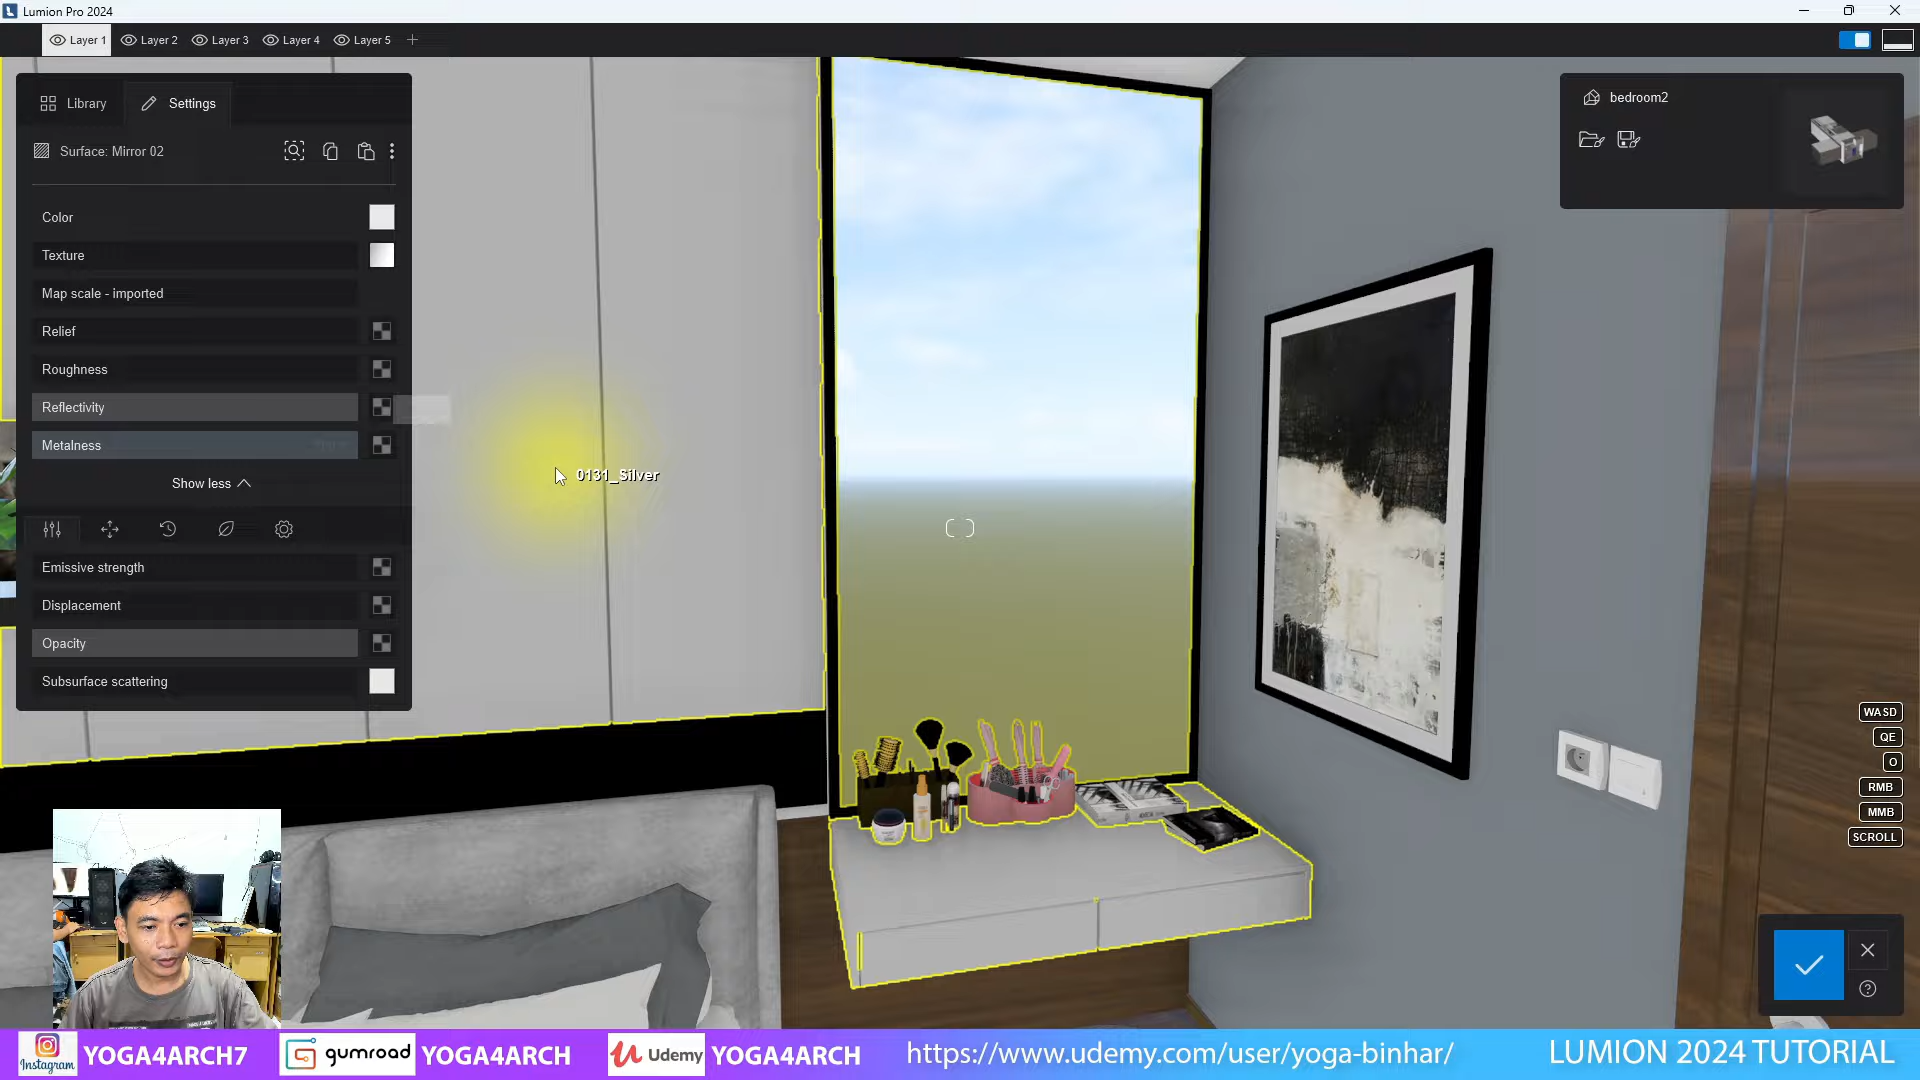 Lumion Pro 2024
Layer 1
Layer 2
Layer 3
Layer 4
Layer 5
Library
Settings
Surface: Mirror 02
Color
Texture
Map scale - imported
Relief
Roughness
Reflectivity
Metalness
Show less
Emissive strength
Displacement
Opacity
Subsurface scattering
0131_Silver
bedroom2
WASD
QE
O
RMB
MMB
SCROLL
Instagram
YOGA4ARCH7
gumroad
YOGA4ARCH
Udemy
YOGA4ARCH
https://www.udemy.com/user/yoga-binhar/
LUMION 2024 TUTORIAL